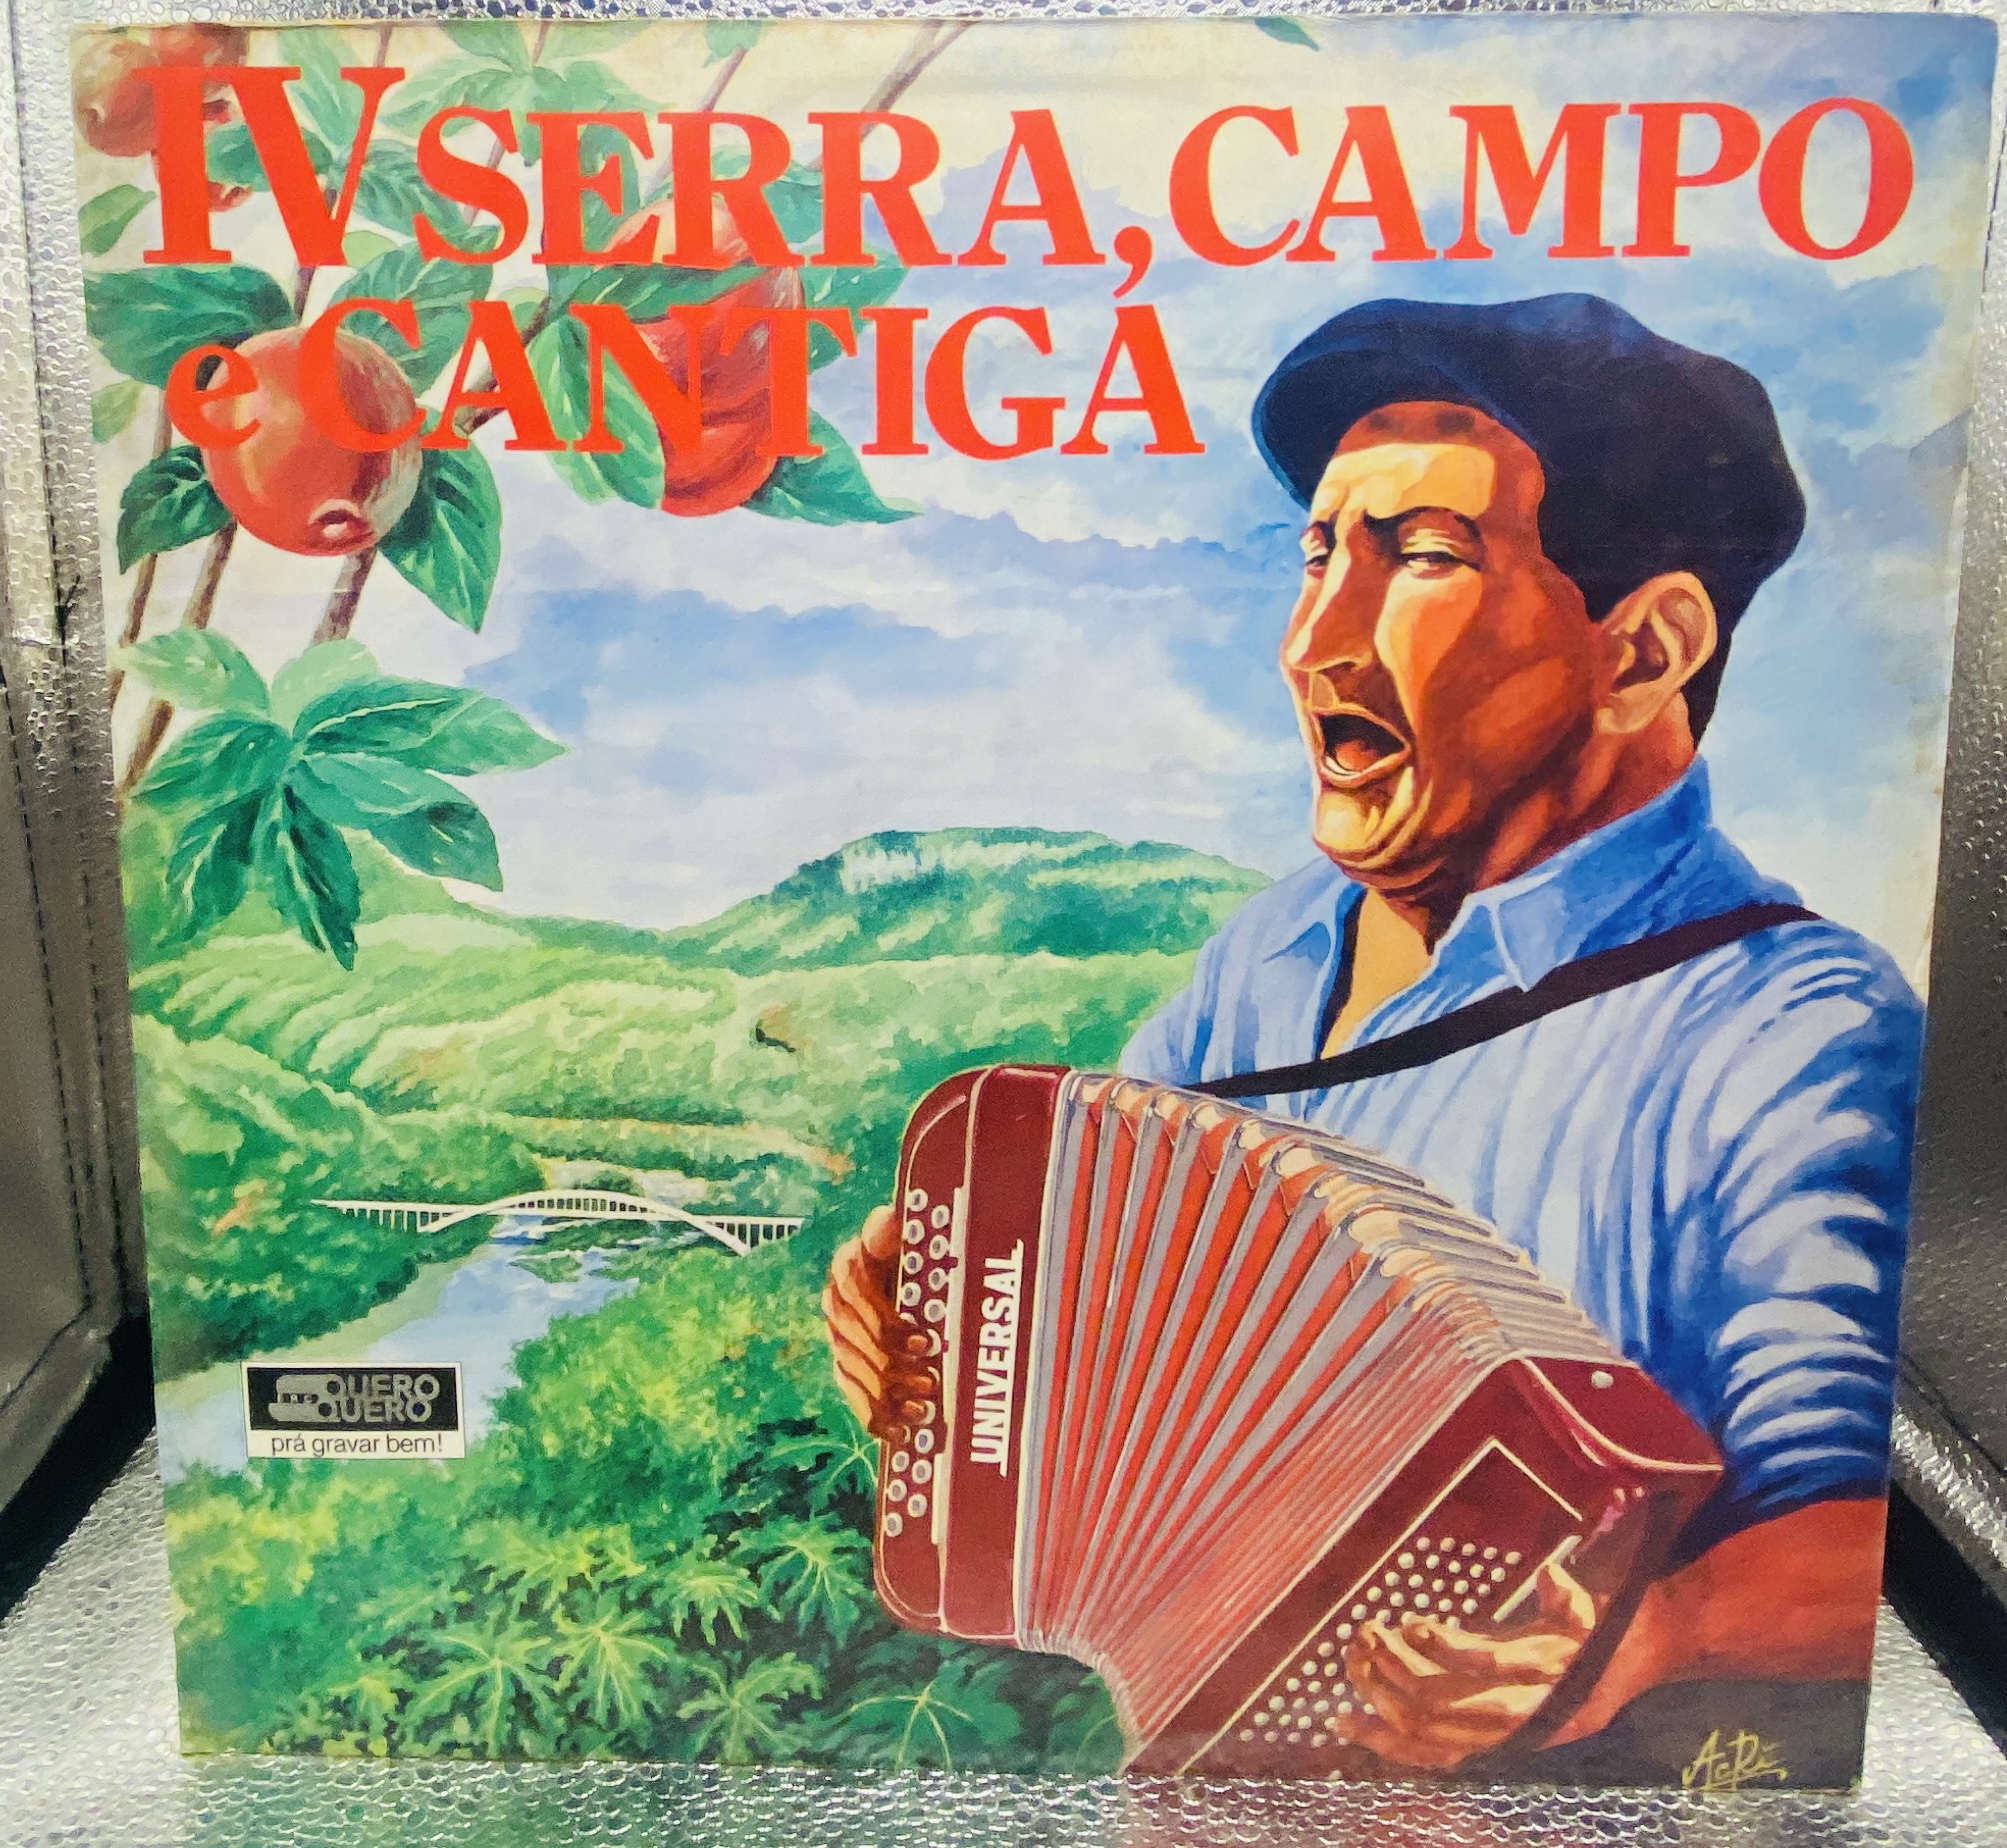 IV SERRA, CAMPO
e CANTIGA
UNIVERSAL
QUERO
QUERO
prá gravar bem!